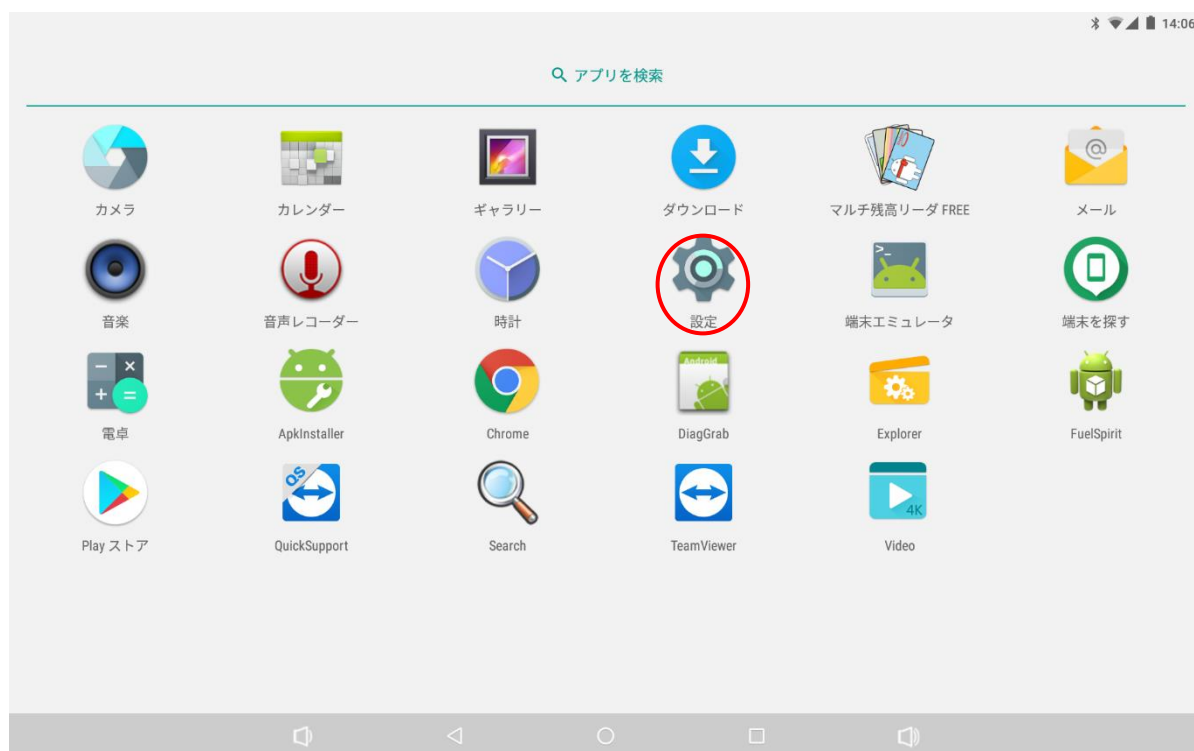 14:06
アプリを検索
カメラ
カレンダー
ギャラリー
ダウンロード
マルチ残高リーダ FREE
メール
音楽
音声レコーダー
時計
設定
端末エミュレータ
端末を探す
電卓
ApkInstaller
Chrome
Android
DiagGrab
Explorer
FuelSpirit
Play ストア
QS
QuickSupport
Search
TeamViewer
4K
Video